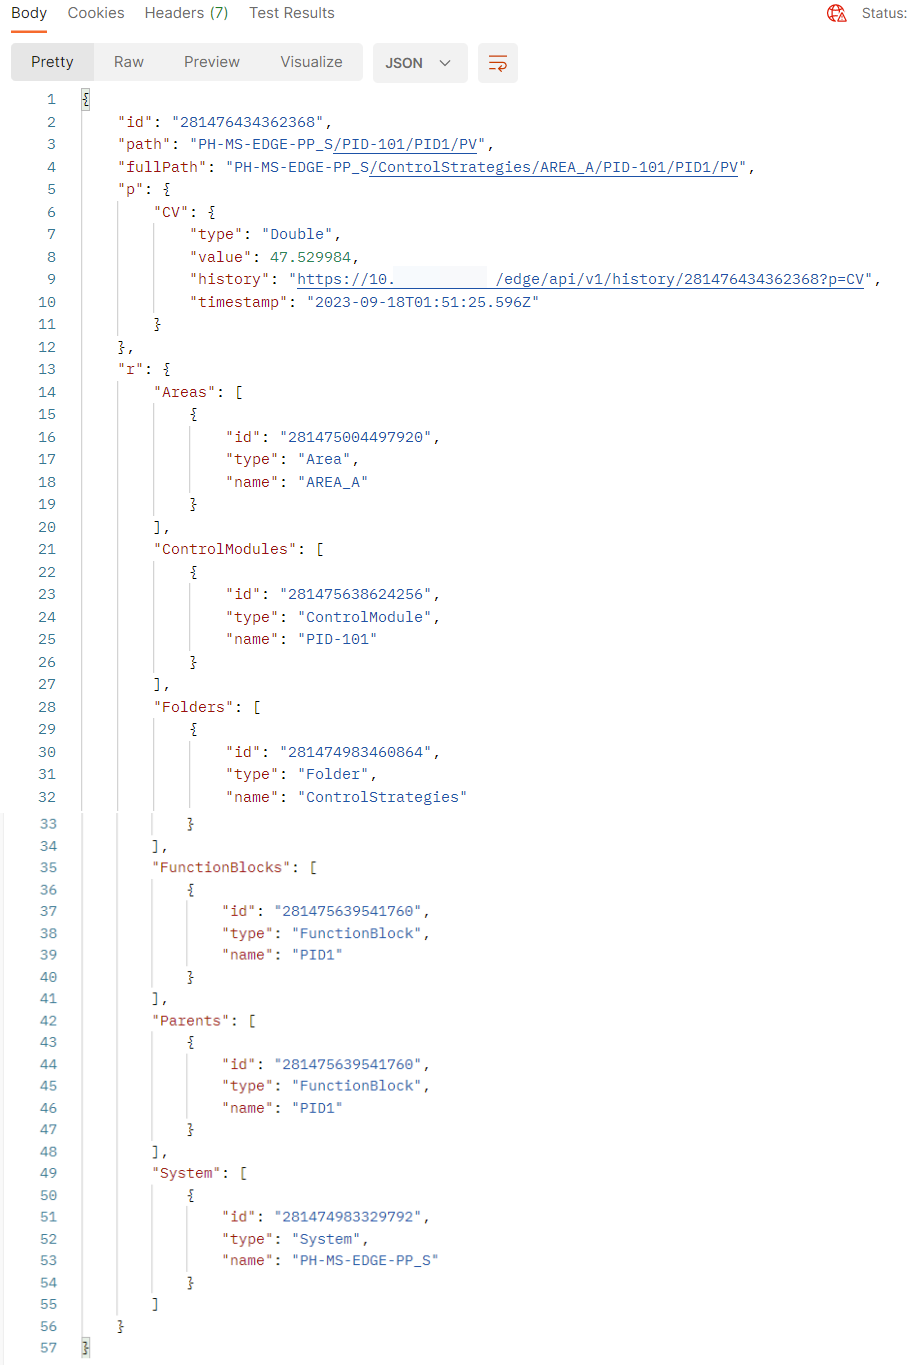 Body Cookies Headers (7) Test Results Status:
Pretty Raw Preview Visualize JSON
1 {
2 "id": "281476434362368",
3 "path": "PH-MS-EDGE-PP_S/PID-101/PID1/PV",
4 "fullPath": "PH-MS-EDGE-PP_S/ControlStrategies/AREA_A/PID-101/PID1/PV",
5 "p": {
6 "CV": {
7 "type": "Double",
8 "value": 47.529984,
9 "history": "https://10. /edge/api/v1/history/281476434362368?p=CV",
10 "timestamp": "2023-09-18T01:51:25.596Z"
11 }
12 },
13 "r": {
14 "Areas": [
15 {
16 "id": "281475004497920",
17 "type": "Area",
18 "name": "AREA_A"
19 }
20 ],
21 "ControlModules": [
22 {
23 "id": "281475638624256",
24 "type": "ControlModule",
25 "name": "PID-101"
26 }
27 ],
28 "Folders": [
29 {
30 "id": "281474983460864",
31 "type": "Folder",
32 "name": "ControlStrategies"
33 }
34 ],
35 "FunctionBlocks": [
36 {
37 "id": "281475639541760",
38 "type": "FunctionBlock",
39 "name": "PID1"
40 }
41 ],
42 "Parents": [
43 {
44 "id": "281475639541760",
45 "type": "FunctionBlock",
46 "name": "PID1"
47 }
48 ],
49 "System": [
50 {
51 "id": "281474983329792",
52 "type": "System",
53 "name": "PH-MS-EDGE-PP_S"
54 }
55 ]
56 }
57 }